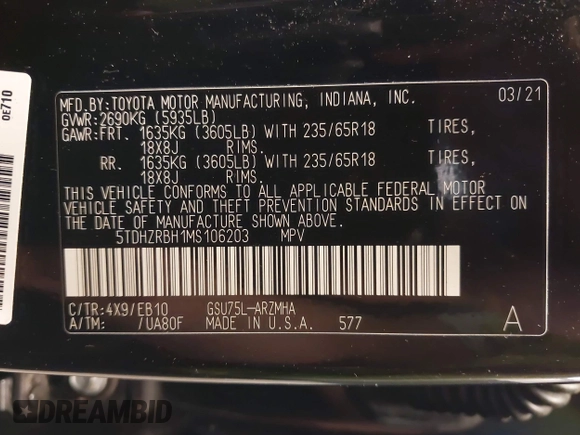 OE710
MFD.BY:TOYOTA MOTOR MANUFACTURING, INDIANA, INC. 03/21
GVWR:2690KG (5935LB)
GAWR:FRT. 1635KG (3605LB) WITH 235/65R18 TIRES,
18X8J RIMS.
RR. 1635KG (3605LB) WITH 235/65R18 TIRES,
18X8J RIMS.
THIS VEHICLE CONFORMS TO ALL APPLICABLE FEDERAL MOTOR
VEHICLE SAFETY AND THEFT PREVENTION STANDARDS IN EFFECT ON
THE DATE OF MANUFACTURE SHOWN ABOVE.
5TDHZRBH1MS106203 MPV
C/TR:4X9/EB10 GSU75L-ARZMHA
A/TM: /UA80F MADE IN U.S.A. 577 A
DREAMBID